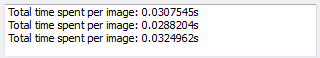 Total time spent per image: 0.0307545s
Total time spent per image: 0.0288204s
Total time spent per image: 0.0324962s